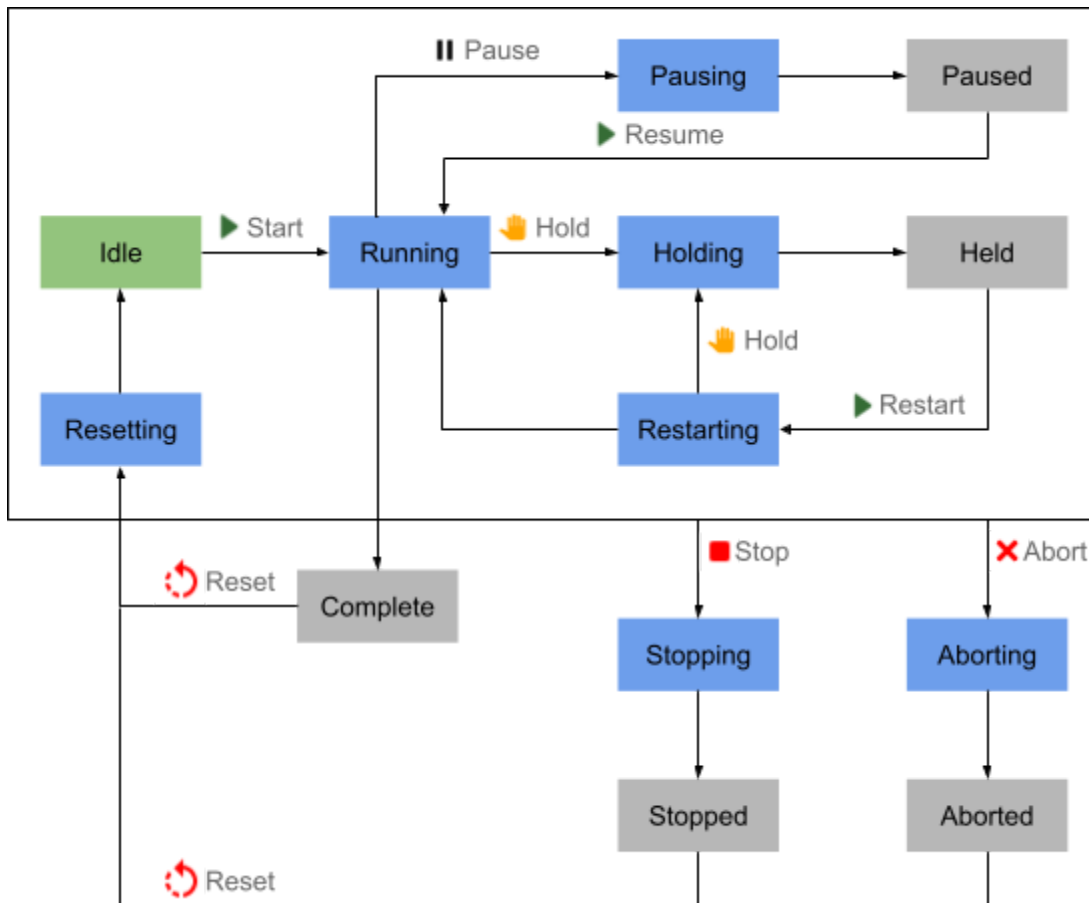 Pause
Pausing
Paused
Resume
Idle
Start
Running
Hold
Holding
Held
Hold
Resetting
Restarting
Restart
Stop
Abort
Reset
Complete
Stopping
Aborting
Stopped
Aborted
Reset